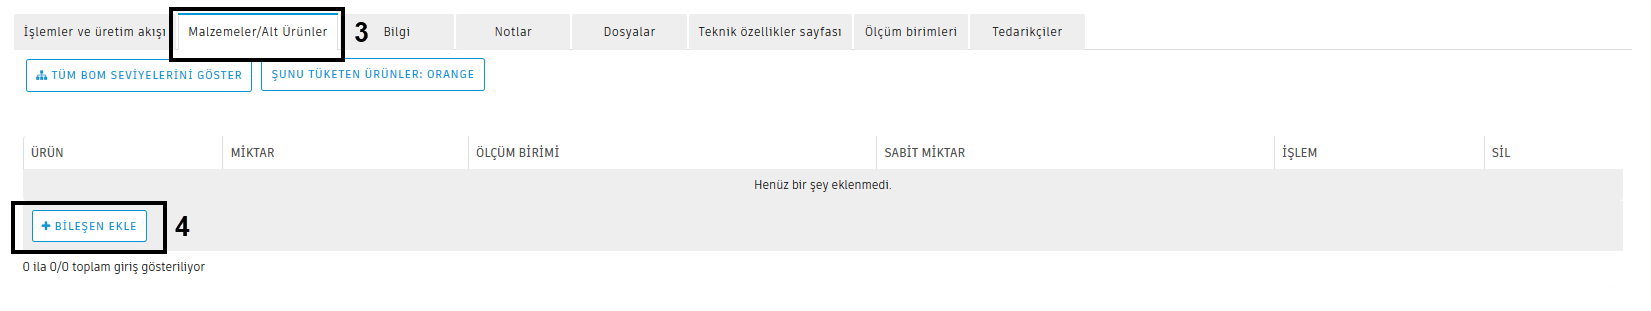 İşlemler ve üretim akışı Malzemeler/Alt Ürünler 3 Bilgi Notlar Dosyalar Teknik özellikler sayfası Ölçüm birimleri Tedarikçiler
TÜM BOM SEVİYELERİNİ GÖSTER ŞUNU TÜKETEN ÜRÜNLER: ORANGE
ÜRÜN MİKTAR ÖLÇÜM BİRİMİ SABİT MİKTAR İŞLEM SİL
Henüz bir şey eklenmedi.
+ BİLEŞEN EKLE 4
0 ila 0/0 toplam giriş gösteriliyor